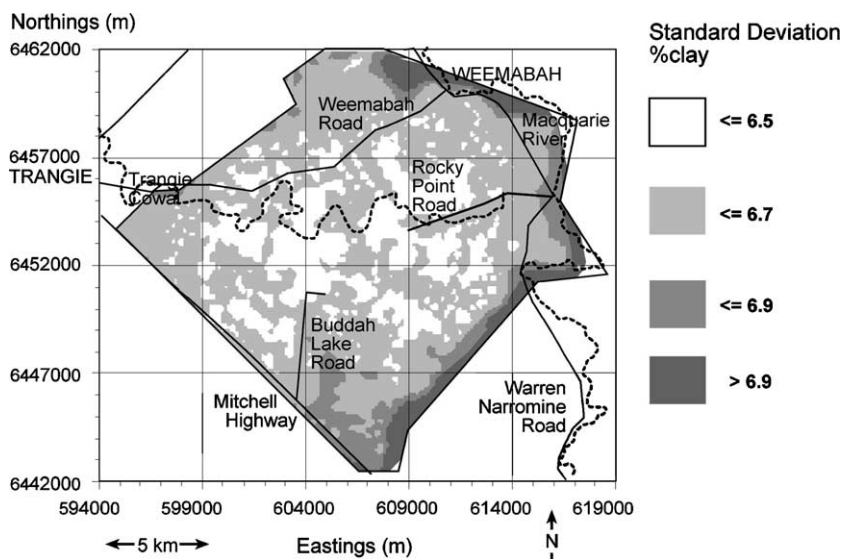 Northings (m)
6462000
6457000
TRANGIE
6452000
6447000
6442000
594000 599000 604000 609000 614000 619000
5 km
Eastings (m)
N
WEEMABAH
Weemabah
Road
Macquarie
River
Trangie
Cowal
Rocky
Point
Road
Buddah
Lake
Road
Mitchell
Highway
Warren
Narromine
Road
Standard Deviation
%clay
<= 6.5
<= 6.7
<= 6.9
> 6.9